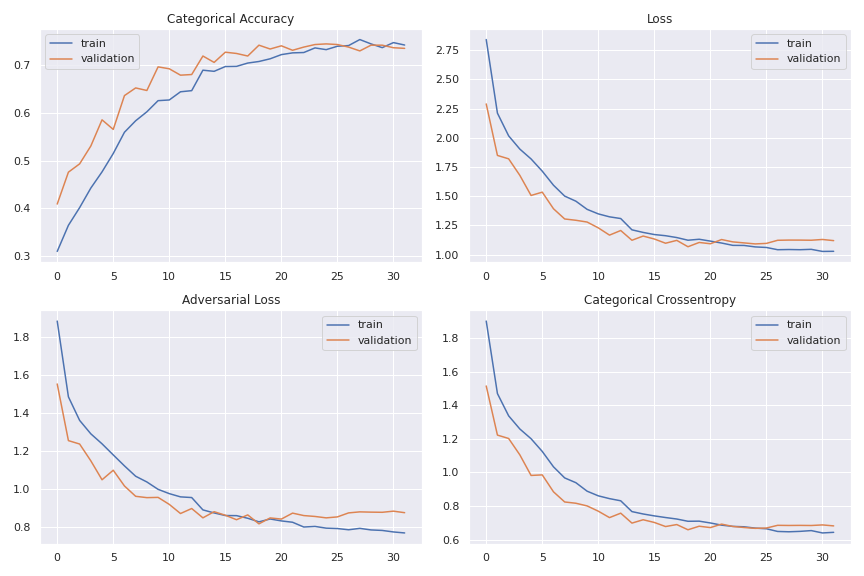 Categorical Accuracy
train
validation
0.7
0.6
0.5
0.4
0.3
0 5 10 15 20 25 30
Loss
train
validation
2.75
2.50
2.25
2.00
1.75
1.50
1.25
1.00
0 5 10 15 20 25 30
Adversarial Loss
train
validation
1.8
1.6
1.4
1.2
1.0
0.8
0 5 10 15 20 25 30
Categorical Crossentropy
train
validation
1.8
1.6
1.4
1.2
1.0
0.8
0.6
0 5 10 15 20 25 30